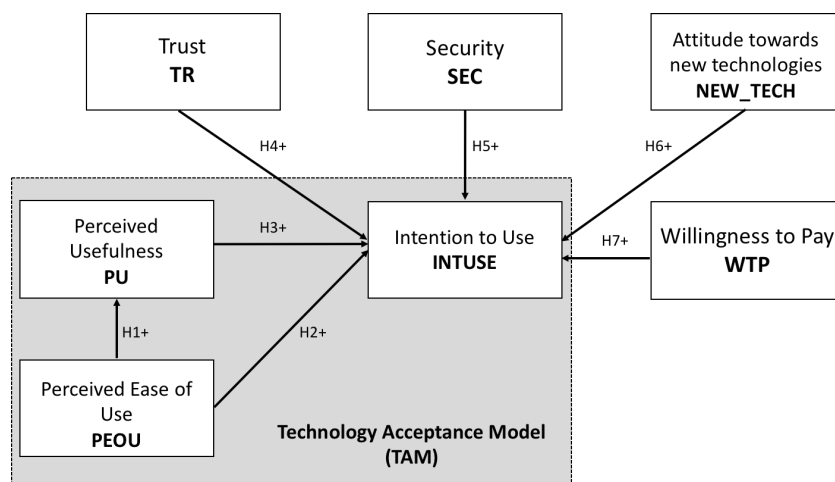 Trust
TR
Security
SEC
Attitude towards
new technologies
NEW_TECH
H4+
H5+
H6+
Perceived
Usefulness
PU
H3+
Intention to Use
INTUSE
H7+
Willingness to Pay
WTP
H1+
H2+
Perceived Ease of
Use
PEOU
Technology Acceptance Model
(TAM)